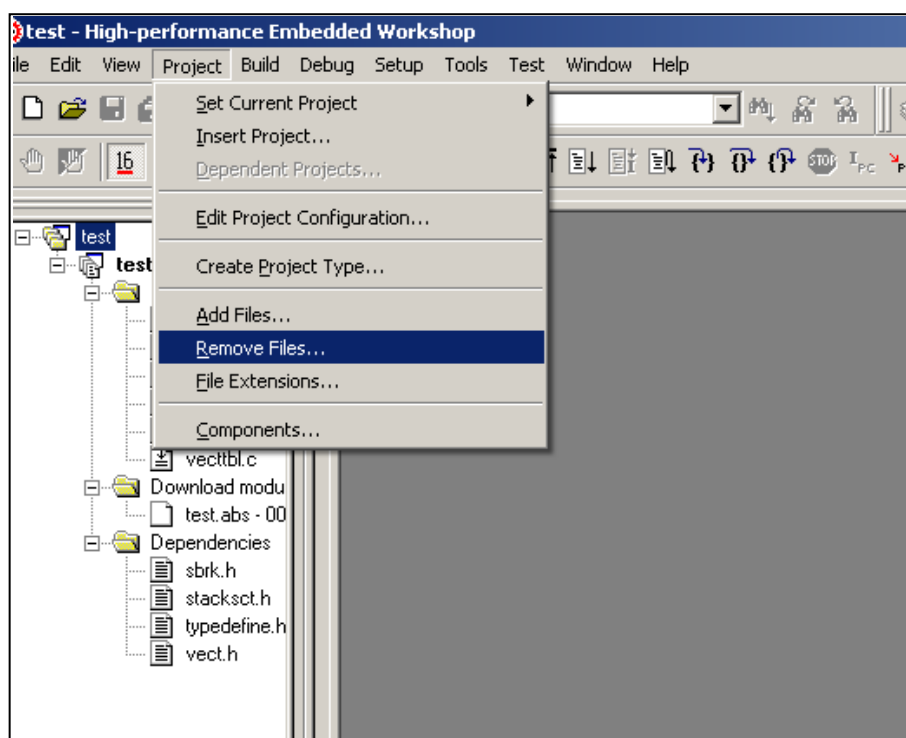 test - High-performance Embedded Workshop
ile Edit View Project Build Debug Setup Tools Test Window Help
Set Current Project
Insert Project...
16
Dependent Projects...
STOP
PC
Edit Project Configuration...
test
test
Create Project Type...
Add Files...
Remove Files...
File Extensions...
Components...
vecttbl.c
Download modu
test.abs - 00
Dependencies
sbrk.h
stacksct.h
typedefine.h
vect.h